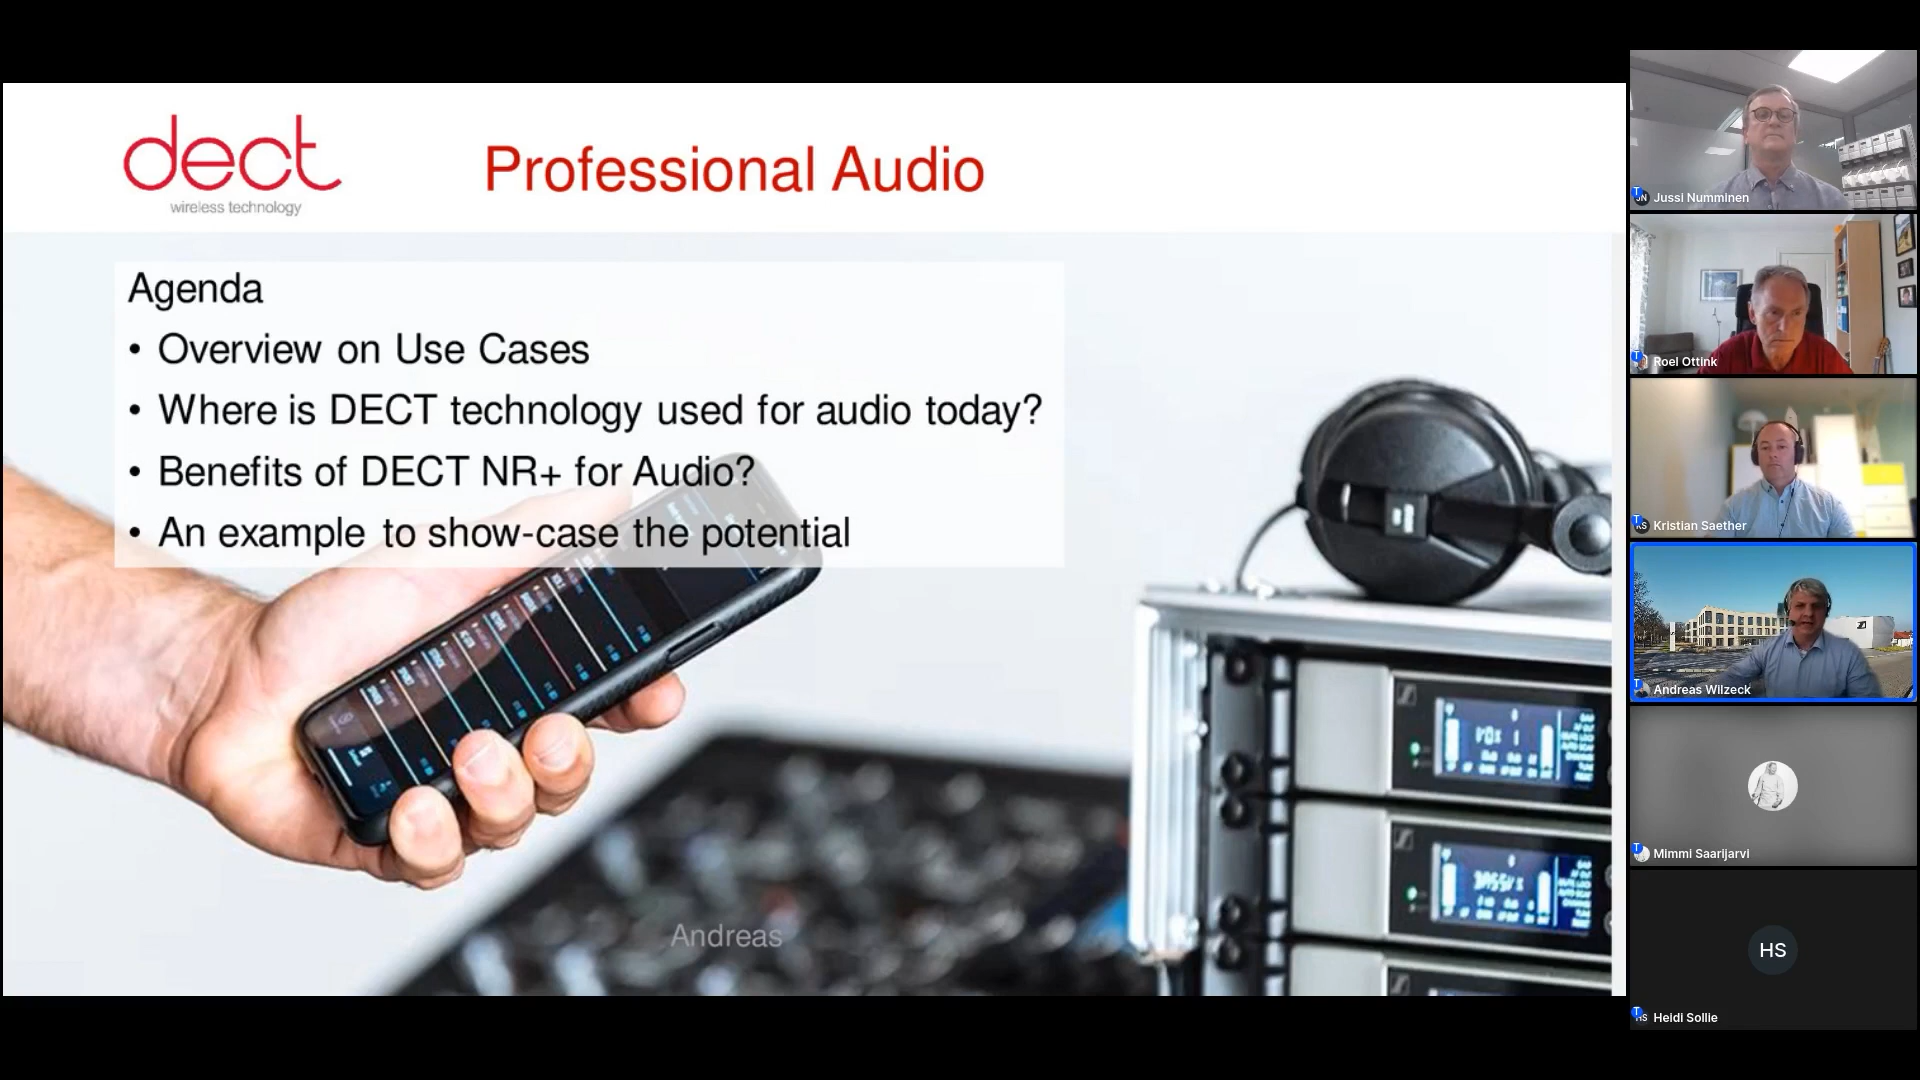 dect
wireless technology
Professional Audio
Agenda
• Overview on Use Cases
• Where is DECT technology used for audio today?
• Benefits of DECT NR+ for Audio?
• An example to show-case the potential
Andreas
Jussi Numminen
Roel Ottink
Kristian Saether
Andreas Wilzeck
Mimmi Saarijarvi
HS
Heidi Sollie